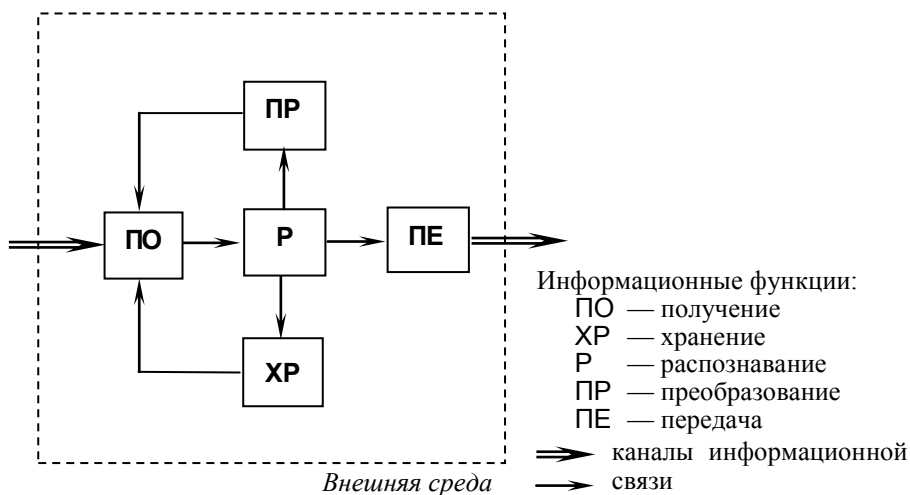 ПР
ПО
Р
ПЕ
ХР
Информационные функции:
ПО — получение
ХР — хранение
Р — распознавание
ПР — преобразование
ПЕ — передача
каналы информационной
связи
Внешняя среда